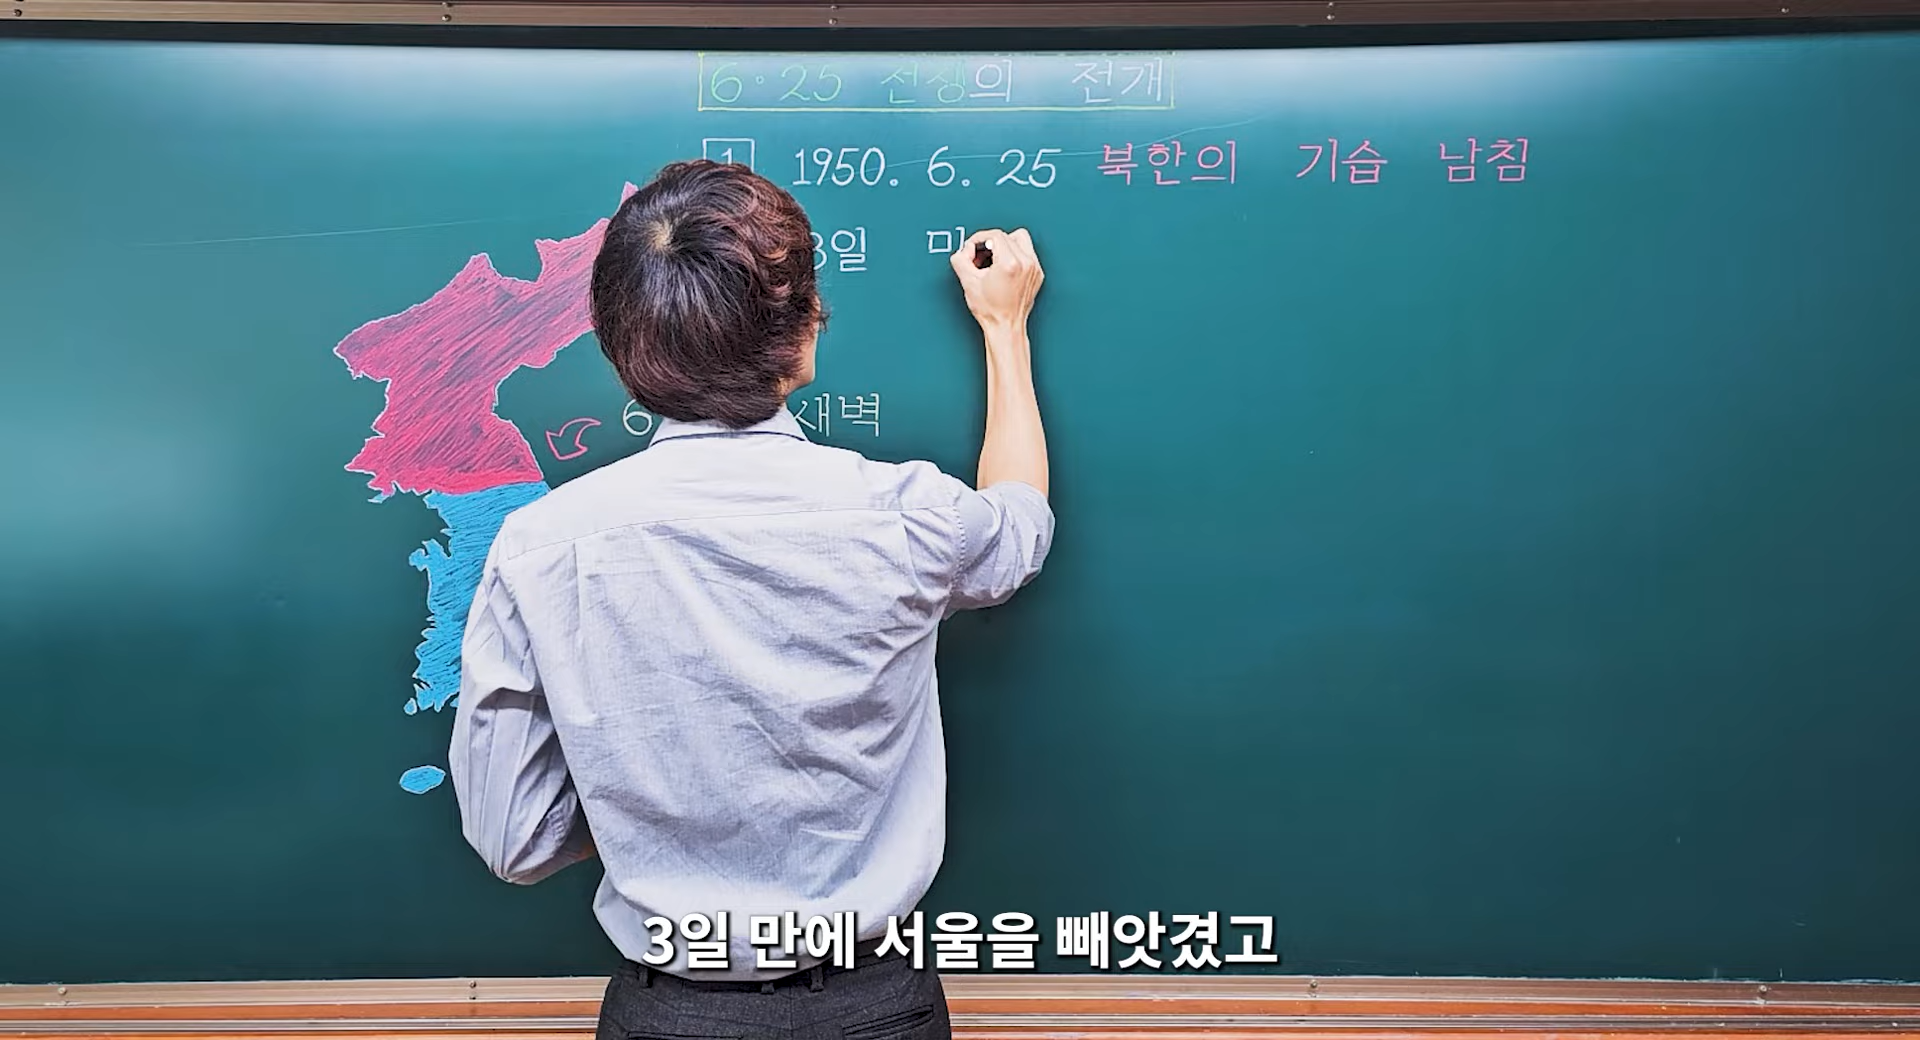 6·25 전쟁의 전개
1 1950. 6. 25 북한의 기습 남침
3일
6 새벽
3일 만에 서울을 빼앗겼고